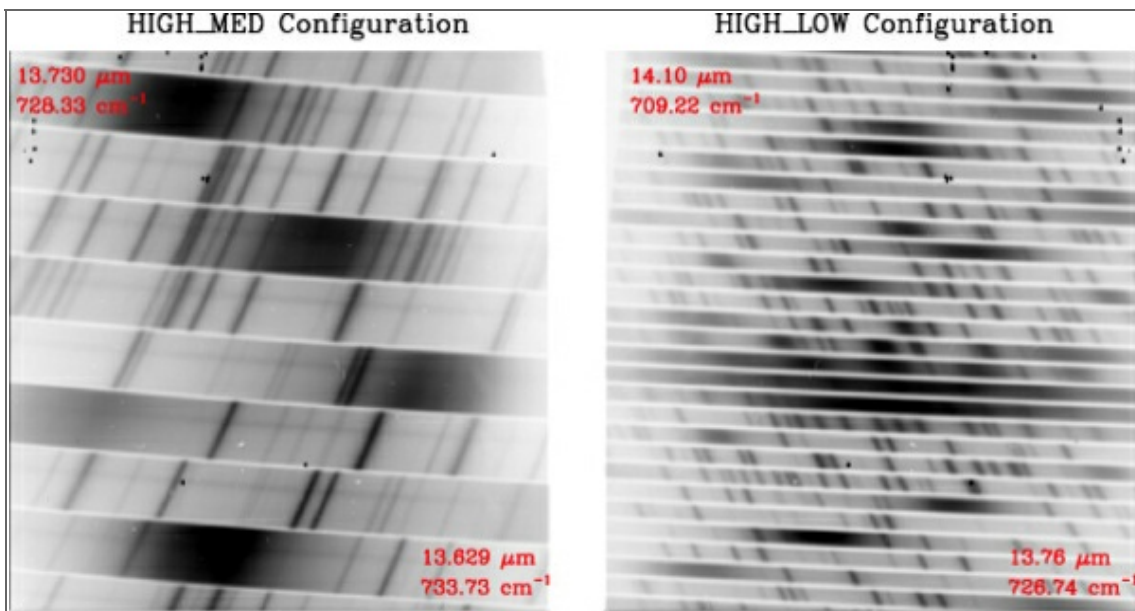 HIGH_MED Configuration
HIGH_LOW Configuration
13.730 μm
728.33 cm⁻¹
14.10 μm
709.22 cm⁻¹
13.629 μm
733.73 cm⁻¹
13.76 μm
726.74 cm⁻¹